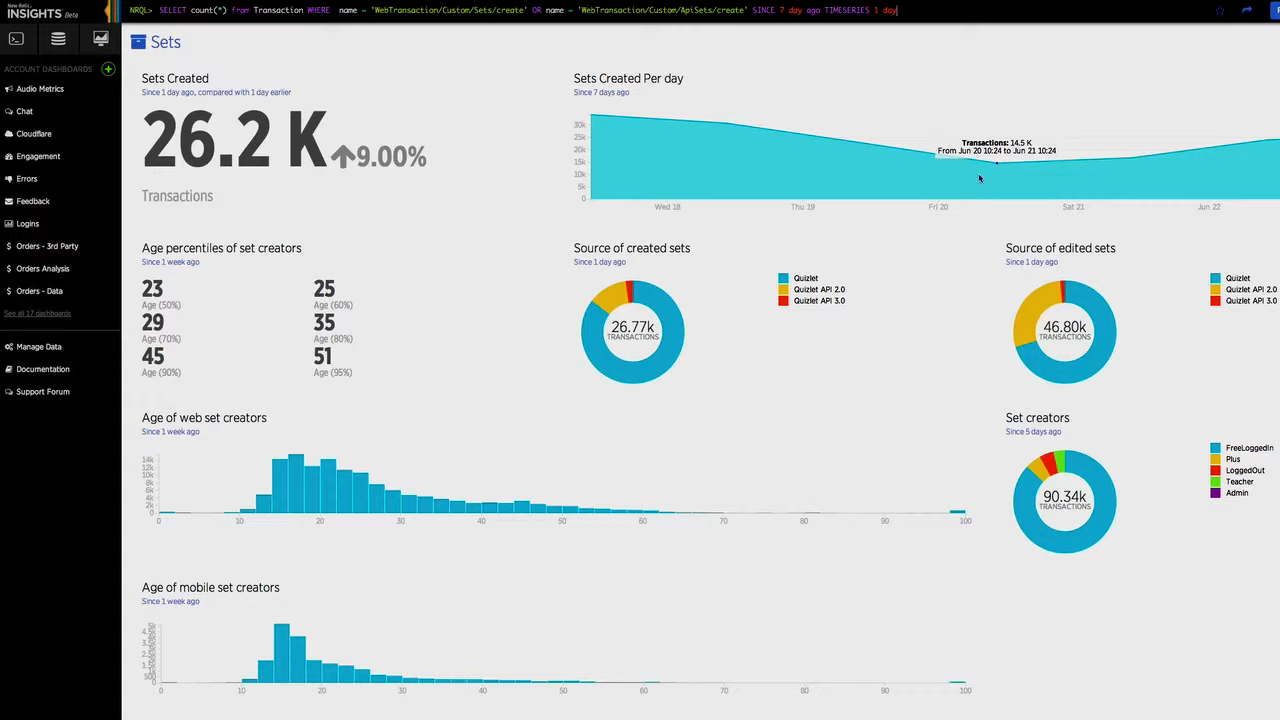 New Relic.
INSIGHTS Beta
NRQL> SELECT count(*) from Transaction WHERE name = 'WebTransaction/Custom/Sets/create' OR name = 'WebTransaction/Custom/ApiSets/create' SINCE 7 day ago TIMESERIES 1 day
ACCOUNT DASHBOARDS
Audio Metrics
Chat
Cloudflare
Engagement
Errors
Feedback
Logins
Orders - 3rd Party
Orders Analysis
Orders - Data
See all 17 dashboards
Manage Data
Documentation
Support Forum
Sets
Sets Created
Since 1 day ago, compared with 1 day earlier
26.2 K 9.00%
Transactions
Sets Created Per day
Since 7 days ago
30k
25k
20k
15k
10k
5k
0
Transactions: 14.5 K
From Jun 20 10:24 to Jun 21 10:24
Wed 18 Thu 19 Fri 20 Sat 21 Jun 22
Age percentiles of set creators
Since 1 week ago
23 25
Age (50%) Age (60%)
29 35
Age (70%) Age (80%)
45 51
Age (90%) Age (95%)
Source of created sets
Since 1 day ago
26.77k
TRANSACTIONS
Quizlet
Quizlet API 2.0
Quizlet API 3.0
Source of edited sets
Since 1 day ago
46.80k
TRANSACTIONS
Quizlet
Quizlet API 2.0
Quizlet API 3.0
Age of web set creators
Since 1 week ago
14k
12k
10k
8k
6k
4k
2k
0
0 10 20 30 40 50 60 70 80 90 100
Set creators
Since 5 days ago
90.34k
TRANSACTIONS
FreeLoggedIn
Plus
LoggedOut
Teacher
Admin
Age of mobile set creators
Since 1 week ago
500
0
0 10 20 30 40 50 60 70 80 90 100